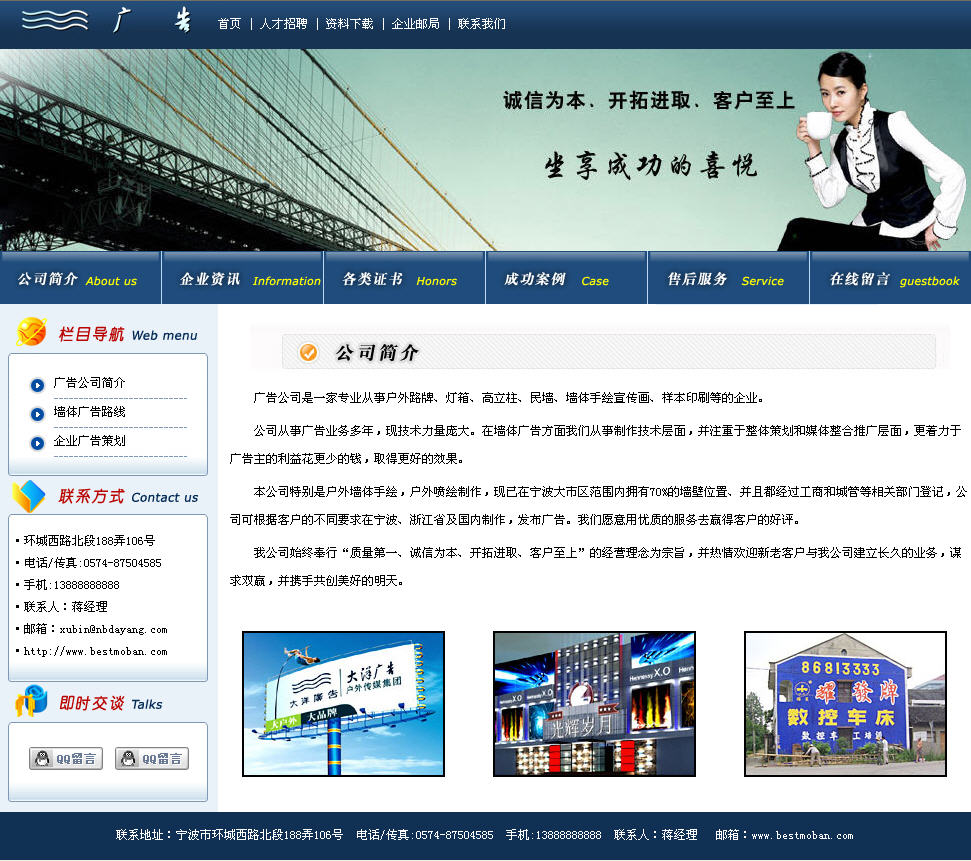 广 告
首页 | 人才招聘 | 资料下载 | 企业邮局 | 联系我们
诚信为本、开拓进取、客户至上
坐享成功的喜悦
公司简介 About us
企业资讯 Information
各类证书 Honors
成功案例 Case
售后服务 Service
在线留言 guestbook
栏目导航 Web menu
广告公司简介
墙体广告路线
企业广告策划
联系方式 Contact us
·环城西路北段188弄106号
·电话/传真:0574-87504585
·手机:13888888888
·联系人：蒋经理
·邮箱：xubin@nbdayang.com
·http://www.bestmoban.com
即时交谈 Talks
QQ留言 QQ留言
公司简介
广告公司是一家专业从事户外路牌、灯箱、高立柱、民墙、墙体手绘宣传画、样本印刷等的企业。
公司从事广告业务多年，现技术力量庞大。在墙体广告方面我们从事制作技术层面，并注重于整体策划和媒体整合推广层面，更着力于
广告主的利益花更少的钱，取得更好的效果。
本公司特别是户外墙体手绘，户外喷绘制作，现已在宁波大市区范围内拥有70%的墙壁位置、并且都经过工商和城管等相关部门登记，公
司可根据客户的不同要求在宁波、浙江省及国内制作，发布广告。我们愿意用优质的服务去赢得客户的好评。
我公司始终奉行“质量第一、诚信为本、开拓进取、客户至上”的经营理念为宗旨，并热情欢迎新老客户与我公司建立长久的业务，谋
求双赢，并携手共创美好的明天。
大洋廣告
大洋广告
户外传媒集团
大户外 大品牌
Hennessy X.O
Hennessy X.O
Henn
光辉岁月
86813333
耀發牌
数控车床
数控车 工培训
联系地址：宁波市环城西路北段188弄106号 电话/传真:0574-87504585 手机:13888888888 联系人：蒋经理 邮箱：www.bestmoban.com